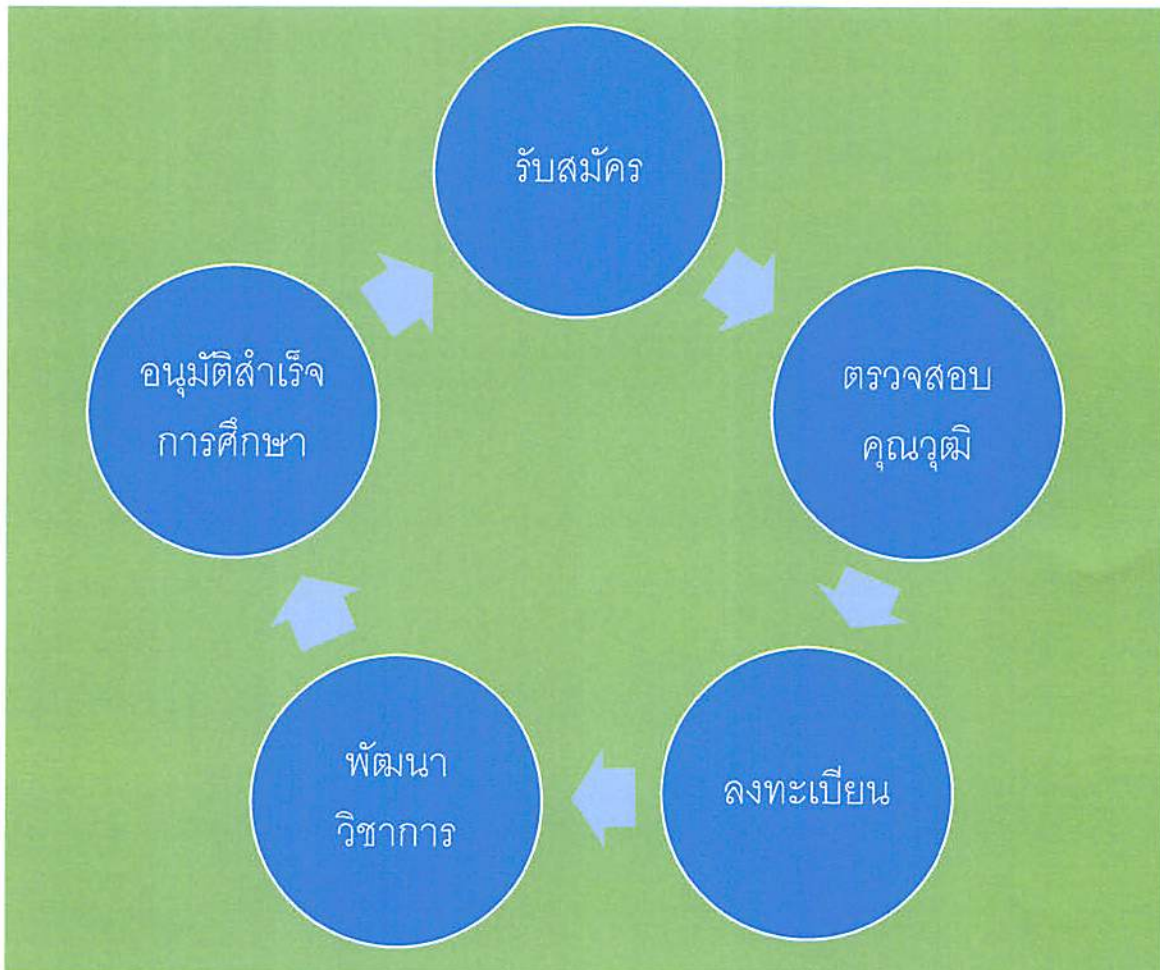 รับสมัคร
ตรวจสอบ
คุณวุฒิ
ลงทะเบียน
พัฒนา
วิชาการ
อนุมัติสำเร็จ
การศึกษา